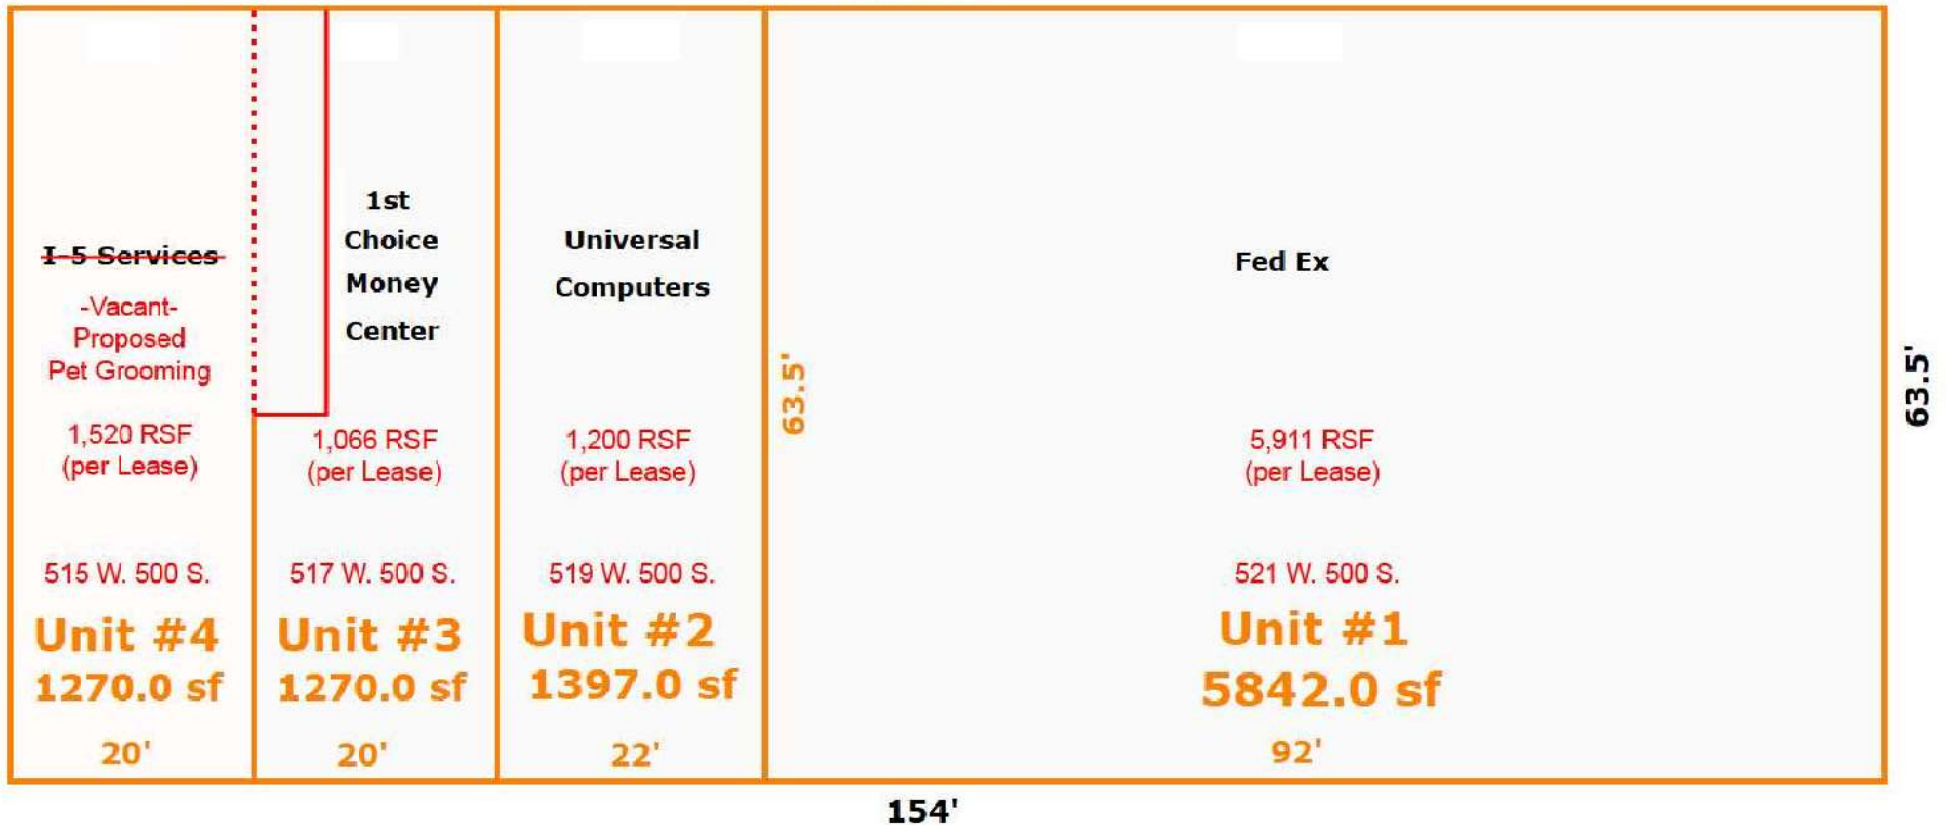 I-5 Services
-Vacant-
Proposed
Pet Grooming
1,520 RSF
(per Lease)
515 W. 500 S.
Unit #4
1270.0 sf
20'
1st
Choice
Money
Center
1,066 RSF
(per Lease)
517 W. 500 S.
Unit #3
1270.0 sf
20'
Universal
Computers
1,200 RSF
(per Lease)
519 W. 500 S.
Unit #2
1397.0 sf
22'
63.5'
Fed Ex
5,911 RSF
(per Lease)
521 W. 500 S.
Unit #1
5842.0 sf
92'
63.5'
154'